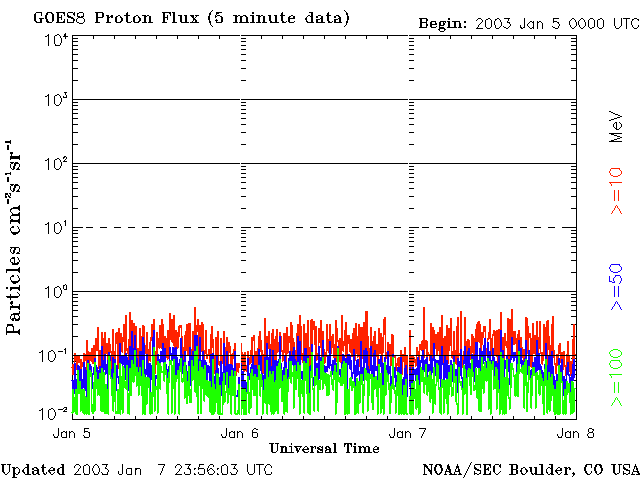 GOES8 Proton Flux (5 minute data)
Begin: 2003 Jan 5 0000 UTC
Particles cm⁻²s⁻¹sr⁻¹
10⁴
10³
10²
10¹
10⁰
10⁻¹
10⁻²
Jan 5 Jan 6 Jan 7 Jan 8
Universal Time
MeV
>=10
>=50
>=100
Updated 2003 Jan 7 23:56:03 UTC
NOAA/SEC Boulder, CO USA